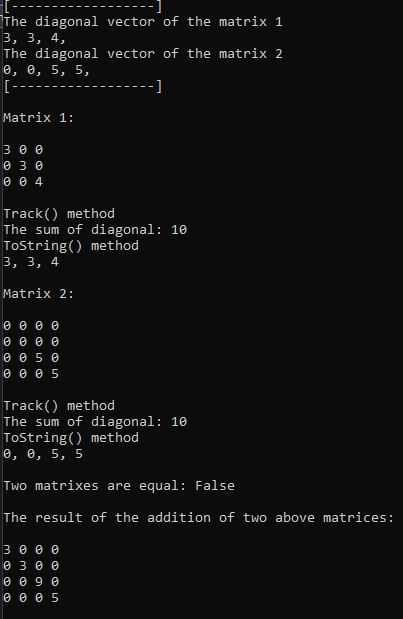 [------------------]
The diagonal vector of the matrix 1
3, 3, 4,
The diagonal vector of the matrix 2
0, 0, 5, 5,
[------------------]
Matrix 1:
3 0 0
0 3 0
0 0 4
Track() method
The sum of diagonal: 10
ToString() method
3, 3, 4
Matrix 2:
0 0 0 0
0 0 0 0
0 0 5 0
0 0 0 5
Track() method
The sum of diagonal: 10
ToString() method
0, 0, 5, 5
Two matrixes are equal: False
The result of the addition of two above matrices:
3 0 0 0
0 3 0 0
0 0 9 0
0 0 0 5